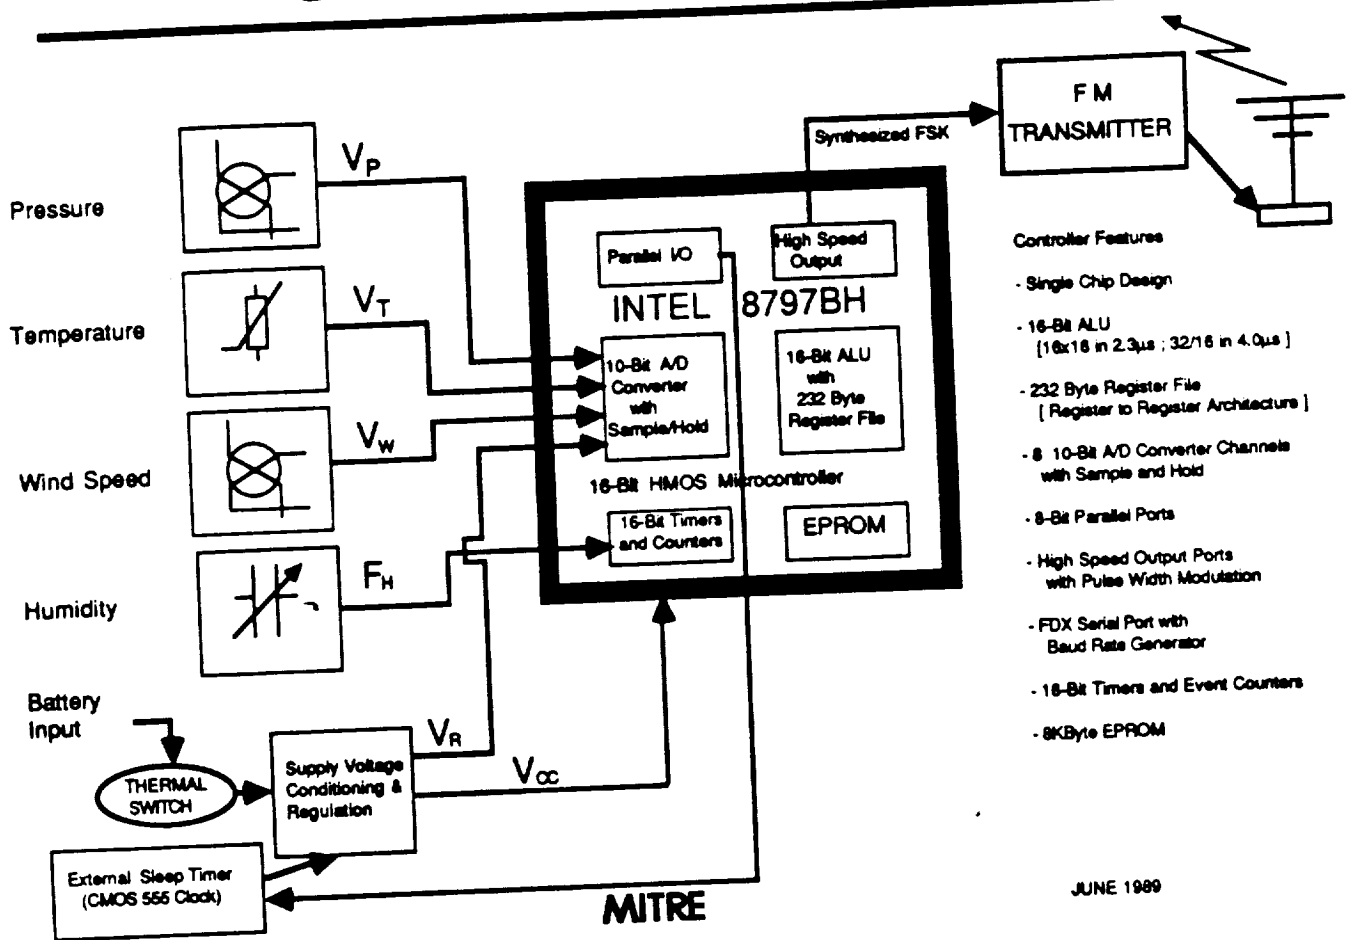 Pressure
V_P
Temperature
V_T
Wind Speed
V_W
Humidity
F_H
Battery
Input
THERMAL
SWITCH
Supply Voltage
Conditioning &
Regulation
V_R
V_CC
External Sleep Timer
(CMOS 555 Clock)
Parallel I/O
High Speed
Output
INTEL 8797BH
10-Bit A/D
Converter
with
Sample/Hold
16-Bit ALU
with
232 Byte
Register File
16-Bit HMOS Microcontroller
16-Bit Timers
and Counters
EPROM
Synthesized FSK
FM
TRANSMITTER
Controller Features
- Single Chip Design
- 16-Bit ALU
[16x16 in 2.3µs ; 32/16 in 4.0µs ]
- 232 Byte Register File
[ Register to Register Architecture ]
- 8 10-Bit A/D Converter Channels
with Sample and Hold
- 8-Bit Parallel Ports
- High Speed Output Ports
with Pulse Width Modulation
- FDX Serial Port with
Baud Rate Generator
- 16-Bit Timers and Event Counters
- 8KByte EPROM
MITRE
JUNE 1989